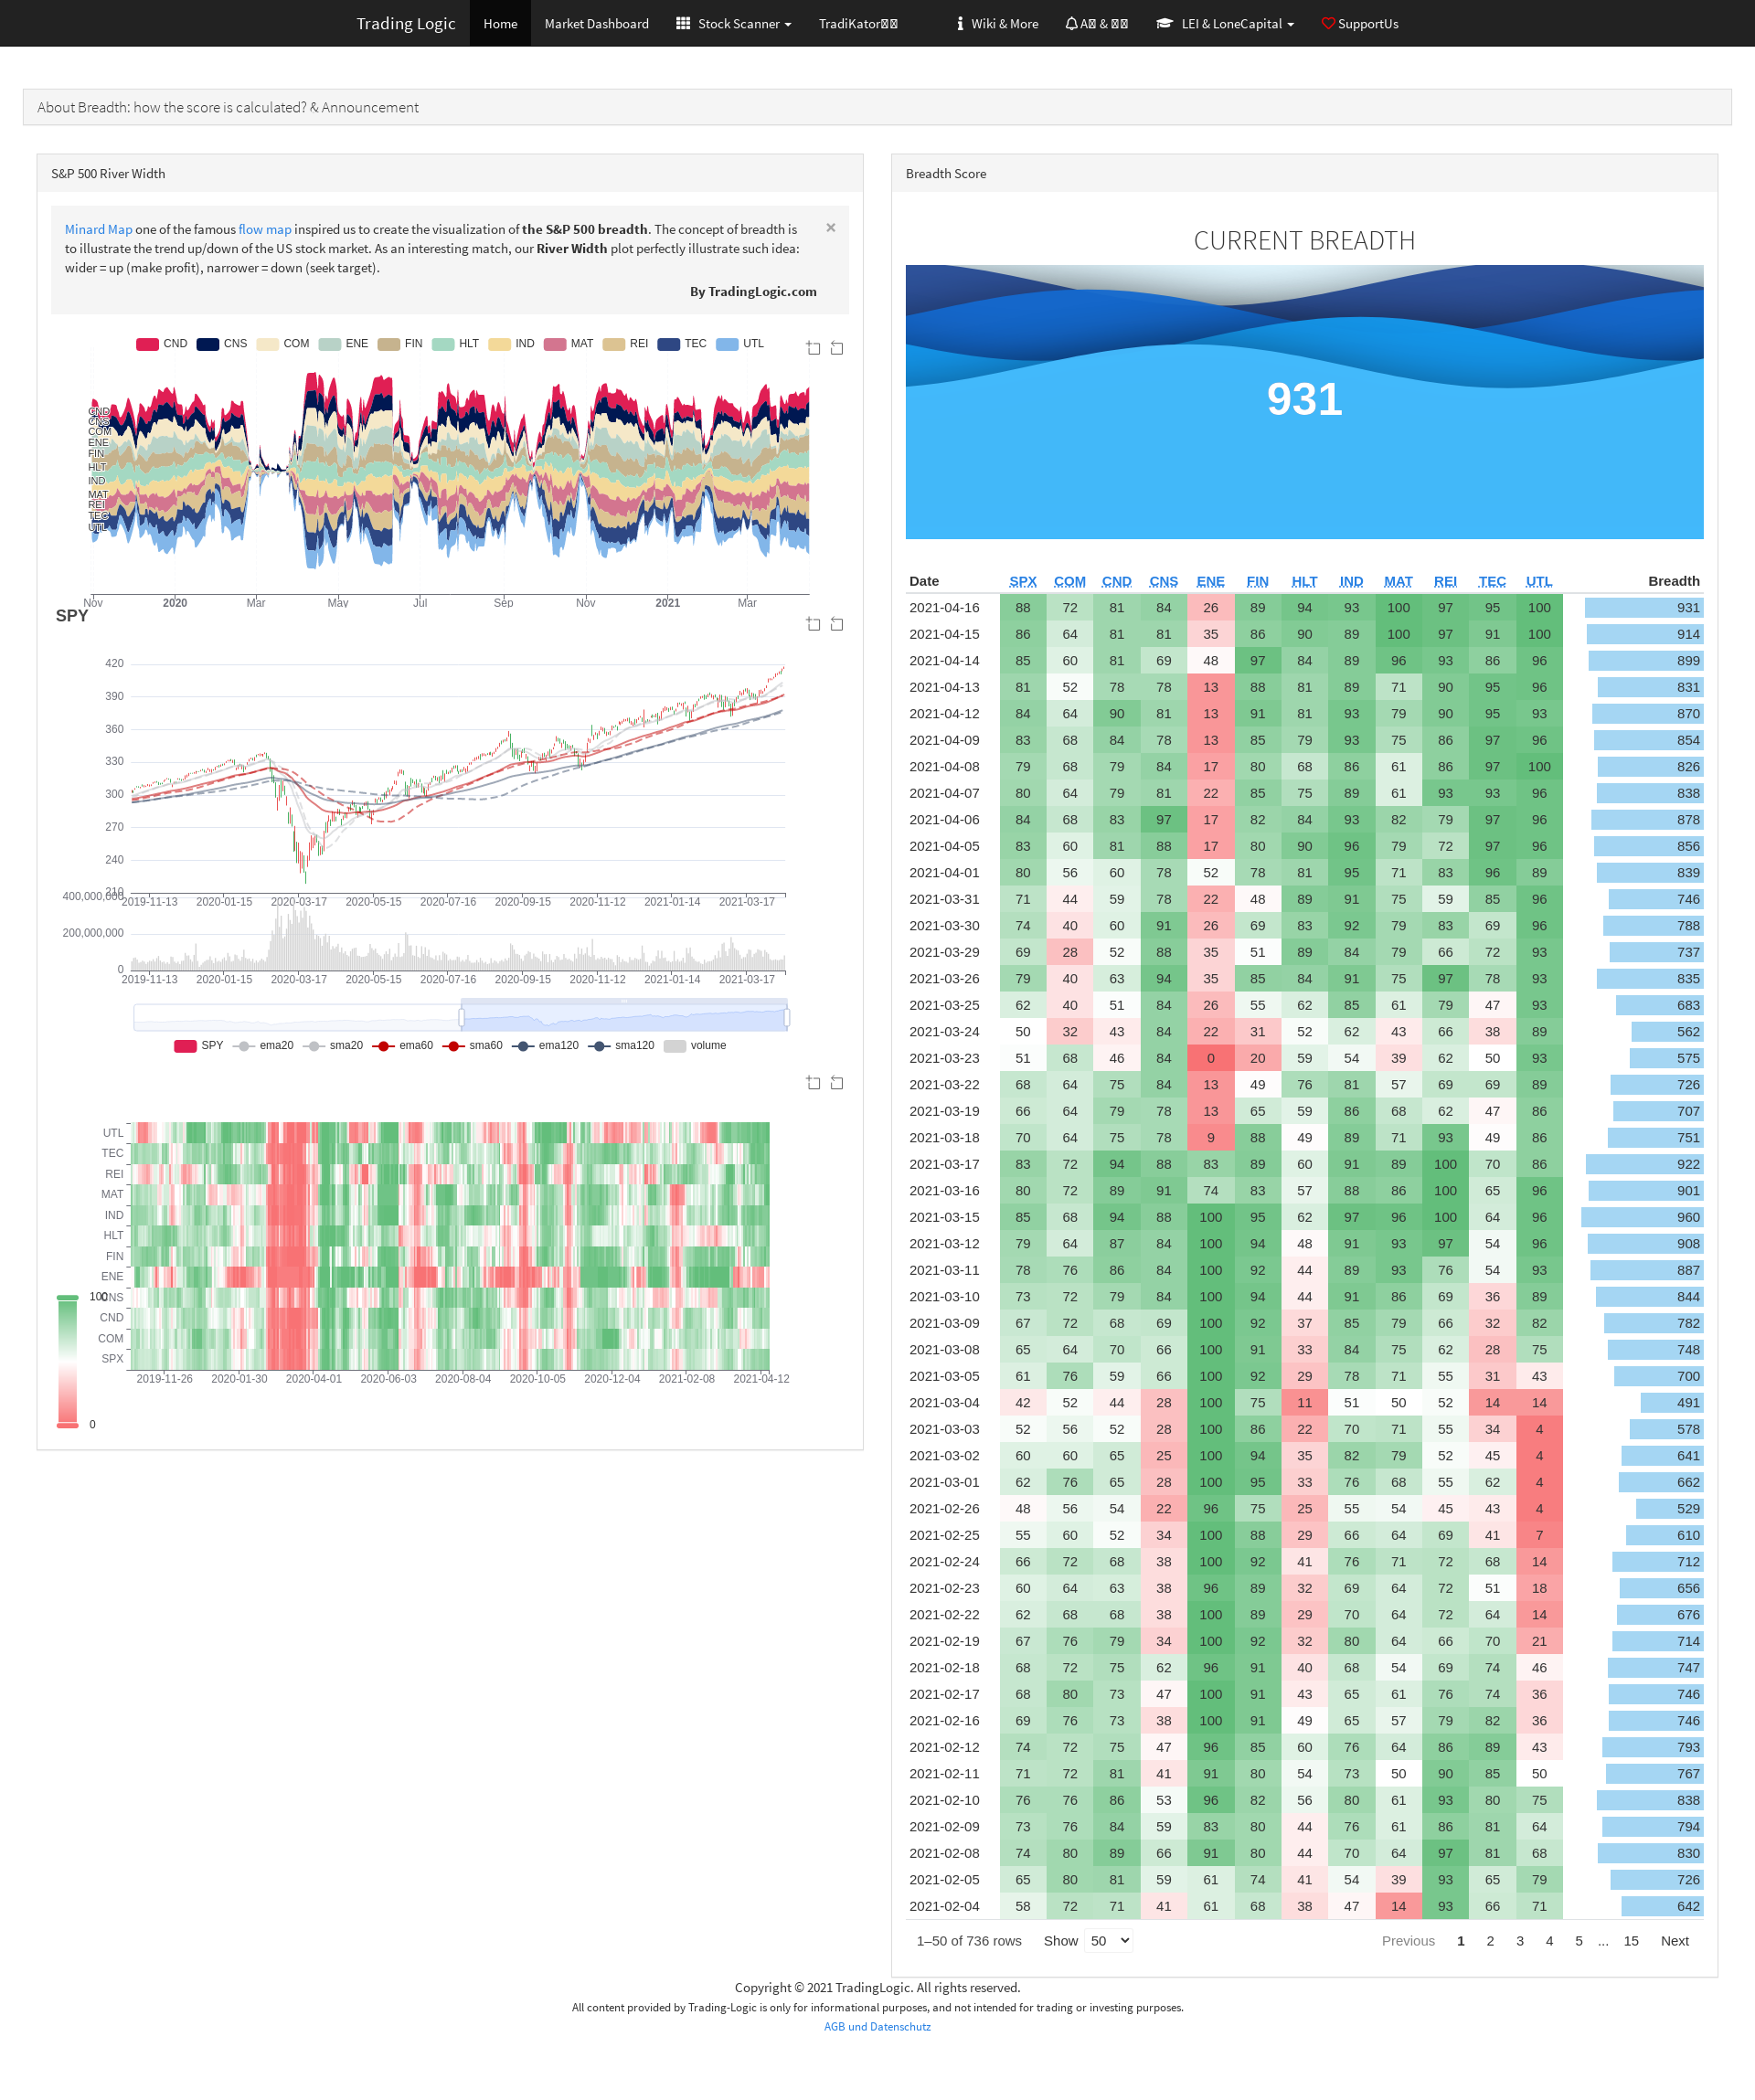 Trading Logic Home Market Dashboard Stock Scanner TradiKator Wiki & More A & LEI & LoneCapital SupportUs
About Breadth: how the score is calculated? & Announcement
S&P 500 River Width
Minard Map one of the famous flow map inspired us to create the visualization of the S&P 500 breadth. The concept of breadth is
to illustrate the trend up/down of the US stock market. As an interesting match, our River Width plot perfectly illustrate such idea:
wider = up (make profit), narrower = down (seek target).
×
By TradingLogic.com
CND CNS COM ENE FIN HLT IND MAT REI TEC UTL
CND
CNS
COM
ENE
FIN
HLT
IND
MAT
REI
TEC
UTL
Nov 2020 Mar May Jul Sep Nov 2021 Mar
SPY
420
390
360
330
300
270
240
210
2019-11-13 2020-01-15 2020-03-17 2020-05-15 2020-07-16 2020-09-15 2020-11-12 2021-01-14 2021-03-17
400,000,000
200,000,000
0
2019-11-13 2020-01-15 2020-03-17 2020-05-15 2020-07-16 2020-09-15 2020-11-12 2021-01-14 2021-03-17
SPY ema20 sma20 ema60 sma60 ema120 sma120 volume
UTL
TEC
REI
MAT
IND
HLT
FIN
ENE
CNS
CND
COM
SPX
2019-11-26 2020-01-30 2020-04-01 2020-06-03 2020-08-04 2020-10-05 2020-12-04 2021-02-08 2021-04-12
100
0
Breadth Score
CURRENT BREADTH
931
Date SPX COM CND CNS ENE FIN HLT IND MAT REI TEC UTL Breadth
2021-04-16 88 72 81 84 26 89 94 93 100 97 95 100 931
2021-04-15 86 64 81 81 35 86 90 89 100 97 91 100 914
2021-04-14 85 60 81 69 48 97 84 89 96 93 86 96 899
2021-04-13 81 52 78 78 13 88 81 89 71 90 95 96 831
2021-04-12 84 64 90 81 13 91 81 93 79 90 95 93 870
2021-04-09 83 68 84 78 13 85 79 93 75 86 97 96 854
2021-04-08 79 68 79 84 17 80 68 86 61 86 97 100 826
2021-04-07 80 64 79 81 22 85 75 89 61 93 93 96 838
2021-04-06 84 68 83 97 17 82 84 93 82 79 97 96 878
2021-04-05 83 60 81 88 17 80 90 96 79 72 97 96 856
2021-04-01 80 56 60 78 52 78 81 95 71 83 96 89 839
2021-03-31 71 44 59 78 22 48 89 91 75 59 85 96 746
2021-03-30 74 40 60 91 26 69 83 92 79 83 69 96 788
2021-03-29 69 28 52 88 35 51 89 84 79 66 72 93 737
2021-03-26 79 40 63 94 35 85 84 91 75 97 78 93 835
2021-03-25 62 40 51 84 26 55 62 85 61 79 47 93 683
2021-03-24 50 32 43 84 22 31 52 62 43 66 38 89 562
2021-03-23 51 68 46 84 0 20 59 54 39 62 50 93 575
2021-03-22 68 64 75 84 13 49 76 81 57 69 69 89 726
2021-03-19 66 64 79 78 13 65 59 86 68 62 47 86 707
2021-03-18 70 64 75 78 9 88 49 89 71 93 49 86 751
2021-03-17 83 72 94 88 83 89 60 91 89 100 70 86 922
2021-03-16 80 72 89 91 74 83 57 88 86 100 65 96 901
2021-03-15 85 68 94 88 100 95 62 97 96 100 64 96 960
2021-03-12 79 64 87 84 100 94 48 91 93 97 54 96 908
2021-03-11 78 76 86 84 100 92 44 89 93 76 54 93 887
2021-03-10 73 72 79 84 100 94 44 91 86 69 36 89 844
2021-03-09 67 72 68 69 100 92 37 85 79 66 32 82 782
2021-03-08 65 64 70 66 100 91 33 84 75 62 28 75 748
2021-03-05 61 76 59 66 100 92 29 78 71 55 31 43 700
2021-03-04 42 52 44 28 100 75 11 51 50 52 14 14 491
2021-03-03 52 56 52 28 100 86 22 70 71 55 34 4 578
2021-03-02 60 60 65 25 100 94 35 82 79 52 45 4 641
2021-03-01 62 76 65 28 100 95 33 76 68 55 62 4 662
2021-02-26 48 56 54 22 96 75 25 55 54 45 43 4 529
2021-02-25 55 60 52 34 100 88 29 66 64 69 41 7 610
2021-02-24 66 72 68 38 100 92 41 76 71 72 68 14 712
2021-02-23 60 64 63 38 96 89 32 69 64 72 51 18 656
2021-02-22 62 68 68 38 100 89 29 70 64 72 64 14 676
2021-02-19 67 76 79 34 100 92 32 80 64 66 70 21 714
2021-02-18 68 72 75 62 96 91 40 68 54 69 74 46 747
2021-02-17 68 80 73 47 100 91 43 65 61 76 74 36 746
2021-02-16 69 76 73 38 100 91 49 65 57 79 82 36 746
2021-02-12 74 72 75 47 96 85 60 76 64 86 89 43 793
2021-02-11 71 72 81 41 91 80 54 73 50 90 85 50 767
2021-02-10 76 76 86 53 96 82 56 80 61 93 80 75 838
2021-02-09 73 76 84 59 83 80 44 76 61 86 81 64 794
2021-02-08 74 80 89 66 91 80 44 70 64 97 81 68 830
2021-02-05 65 80 81 59 61 74 41 54 39 93 65 79 726
2021-02-04 58 72 71 41 61 68 38 47 14 93 66 71 642
1–50 of 736 rows Show 50 Previous 1 2 3 4 5 ... 15 Next
Copyright © 2021 TradingLogic. All rights reserved.
All content provided by Trading-Logic is only for informational purposes, and not intended for trading or investing purposes.
AGB und Datenschutz